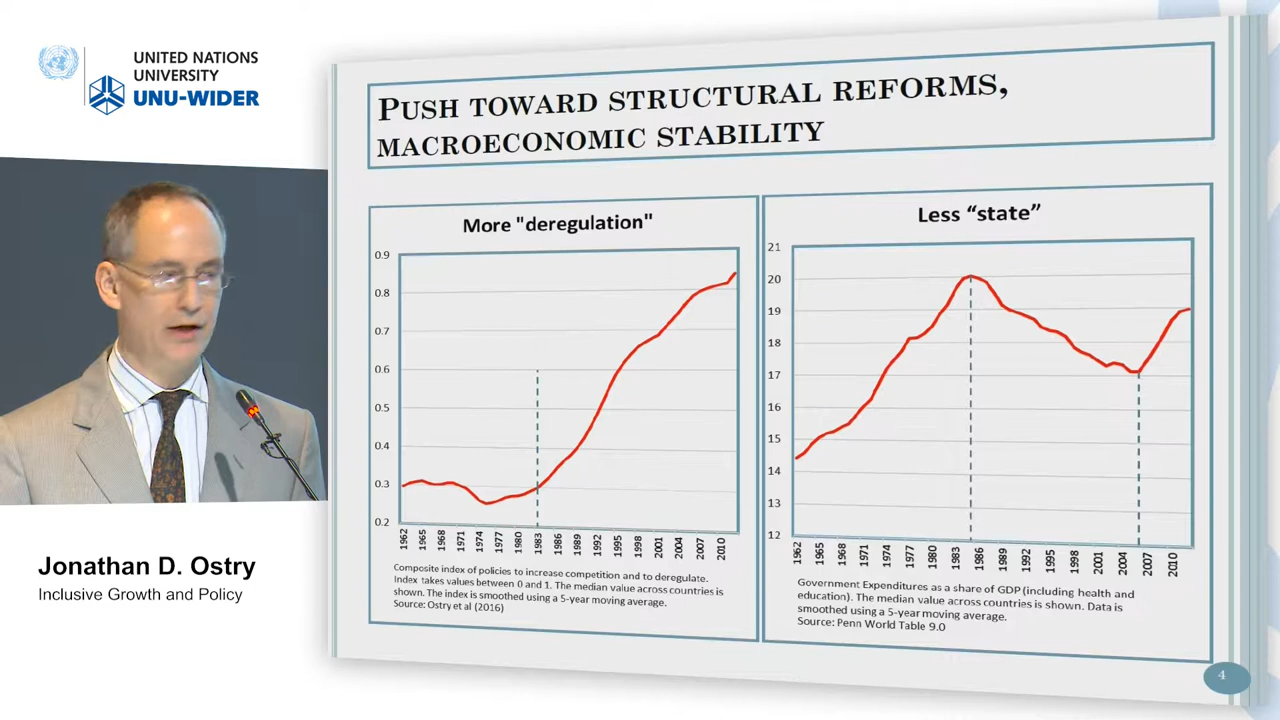 UNITED NATIONS
UNIVERSITY
UNU-WIDER
PUSH TOWARD STRUCTURAL REFORMS,
MACROECONOMIC STABILITY
More "deregulation"
0.9
0.8
0.7
0.6
0.5
0.4
0.3
0.2
1962 1965 1968 1971 1974 1977 1980 1983 1986 1989 1992 1995 1998 2001 2004 2007 2010
Composite index of policies to increase competition and to deregulate.
Index takes values between 0 and 1. The median value across countries is
shown. The index is smoothed using a 5-year moving average.
Source: Ostry et al (2016)
Less “state”
21
20
19
18
17
16
15
14
13
12
1962 1965 1968 1971 1974 1977 1980 1983 1986 1989 1992 1995 1998 2001 2004 2007 2010
Government Expenditures as a share of GDP (including health and
education). The median value across countries is shown. Data is
smoothed using a 5-year moving average.
Source: Penn World Table 9.0
4
Jonathan D. Ostry
Inclusive Growth and Policy